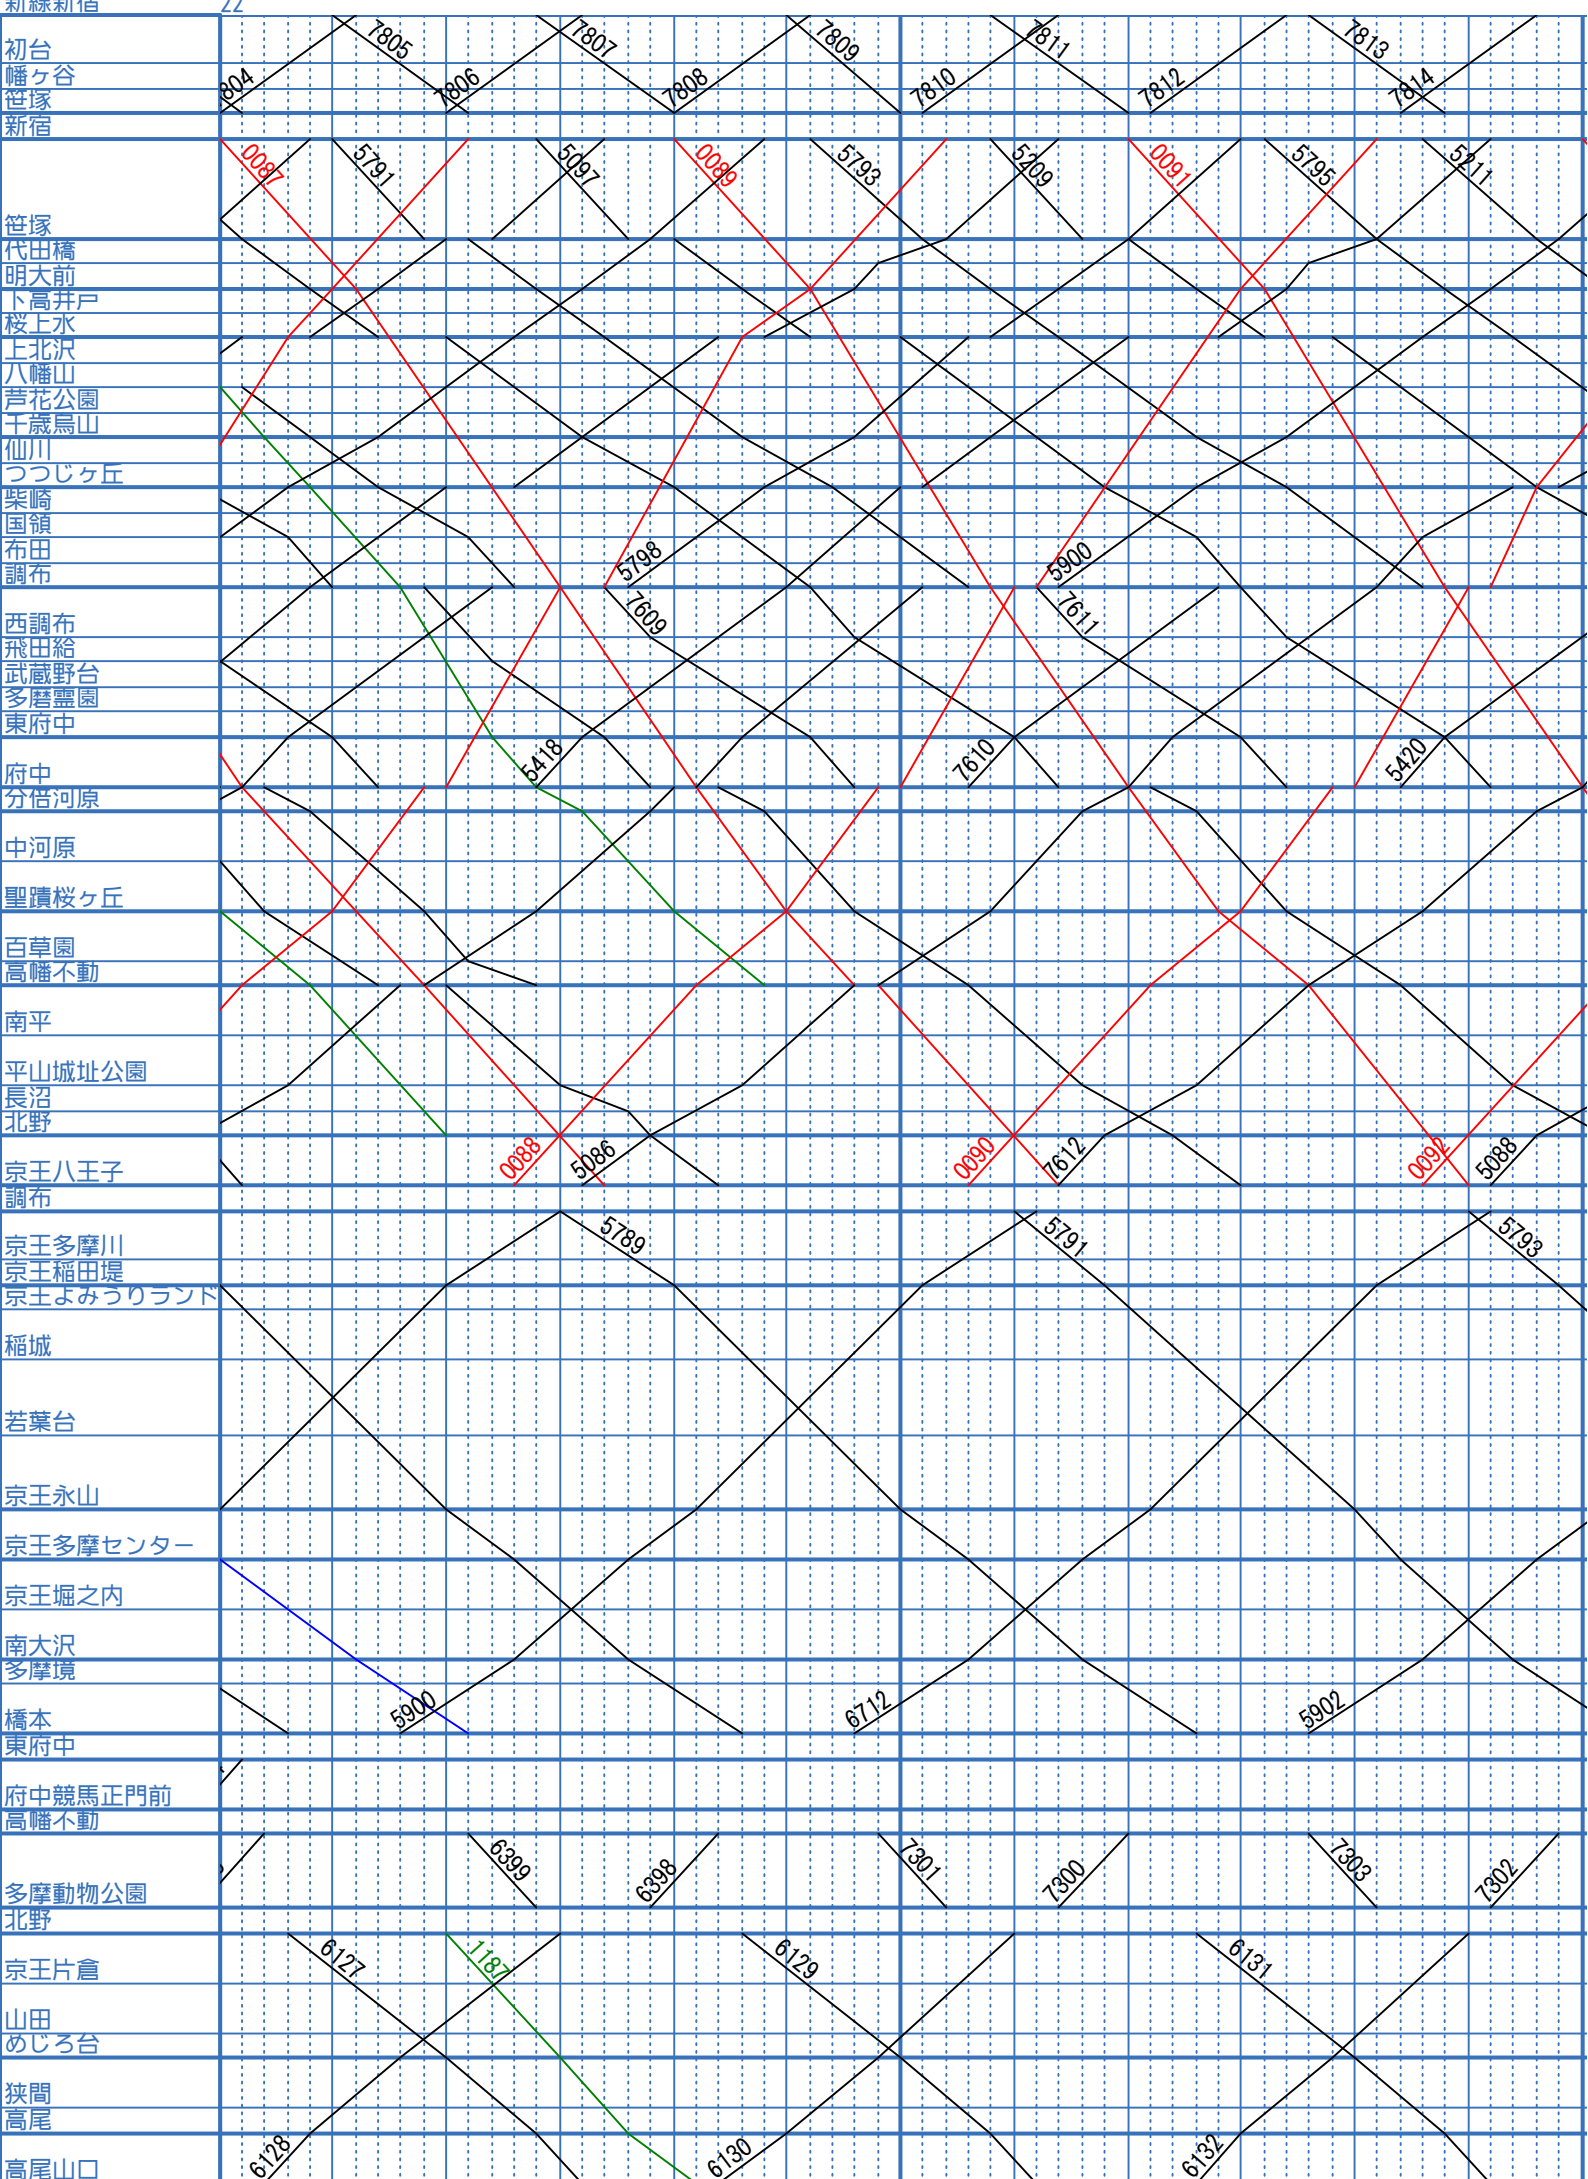 新線新宿 22
初台
幡ヶ谷
笹塚
804 7805 7806 7807 7808 7809 7810 7811 7812 7813 7814
新宿
0087 5791 5097 0089 5793 5209 0091 5795 5211
笹塚
代田橋
明大前
下高井戸
桜上水
上北沢
八幡山
芦花公園
千歳烏山
仙川
つつじヶ丘
柴崎
国領
布田
調布
5798 5900
7609 7611
西調布
飛田給
武蔵野台
多磨霊園
東府中
府中
5418 7610 5420
分倍河原
中河原
聖蹟桜ヶ丘
百草園
高幡不動
南平
平山城址公園
長沼
北野
京王八王子
0088 5086 0090 7612 0092 5088
調布
5789 5791 5793
京王多摩川
京王稲田堤
京王よみうりランド
稲城
若葉台
京王永山
京王多摩センター
京王堀之内
南大沢
多摩境
橋本
5900 6712 5902
東府中
府中競馬正門前
高幡不動
6399 6398 7301 7300 7303 7302
多摩動物公園
北野
6127 1187 6129 6131
京王片倉
山田
めじろ台
狭間
高尾
高尾山口
6128 6130 6132